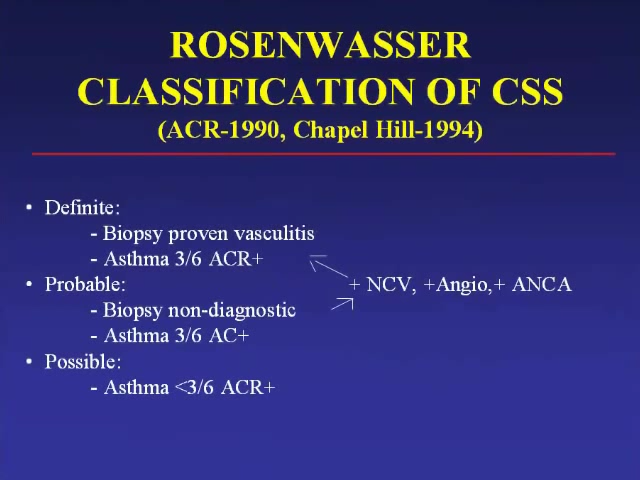 ROSENWASSER
CLASSIFICATION OF CSS
(ACR-1990, Chapel Hill-1994)
• Definite:
- Biopsy proven vasculitis
- Asthma 3/6 ACR+
• Probable: + NCV, +Angio,+ ANCA
- Biopsy non-diagnostic
- Asthma 3/6 AC+
• Possible:
- Asthma <3/6 ACR+